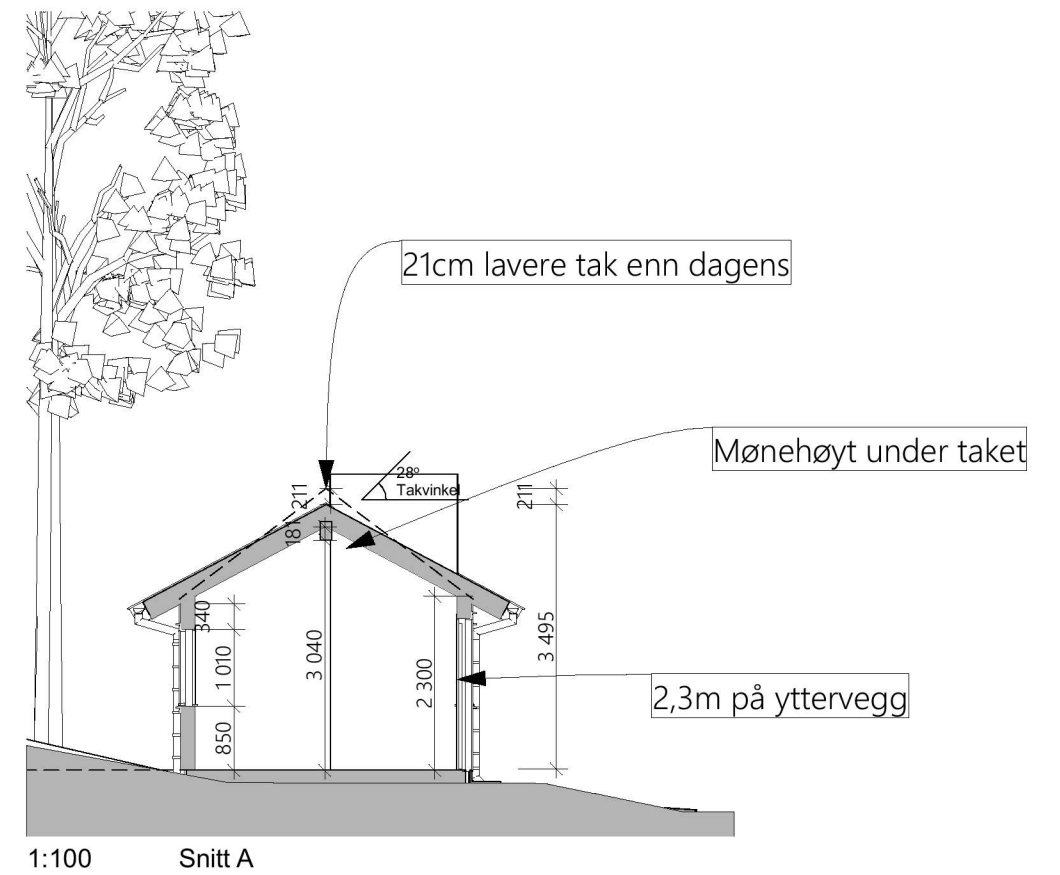 21cm lavere tak enn dagens
Mønehøyt under taket
28º
Takvinkel
211
211
181
340
1 010
850
3 040
2 300
3 495
2,3m på yttervegg
1:100 Snitt A